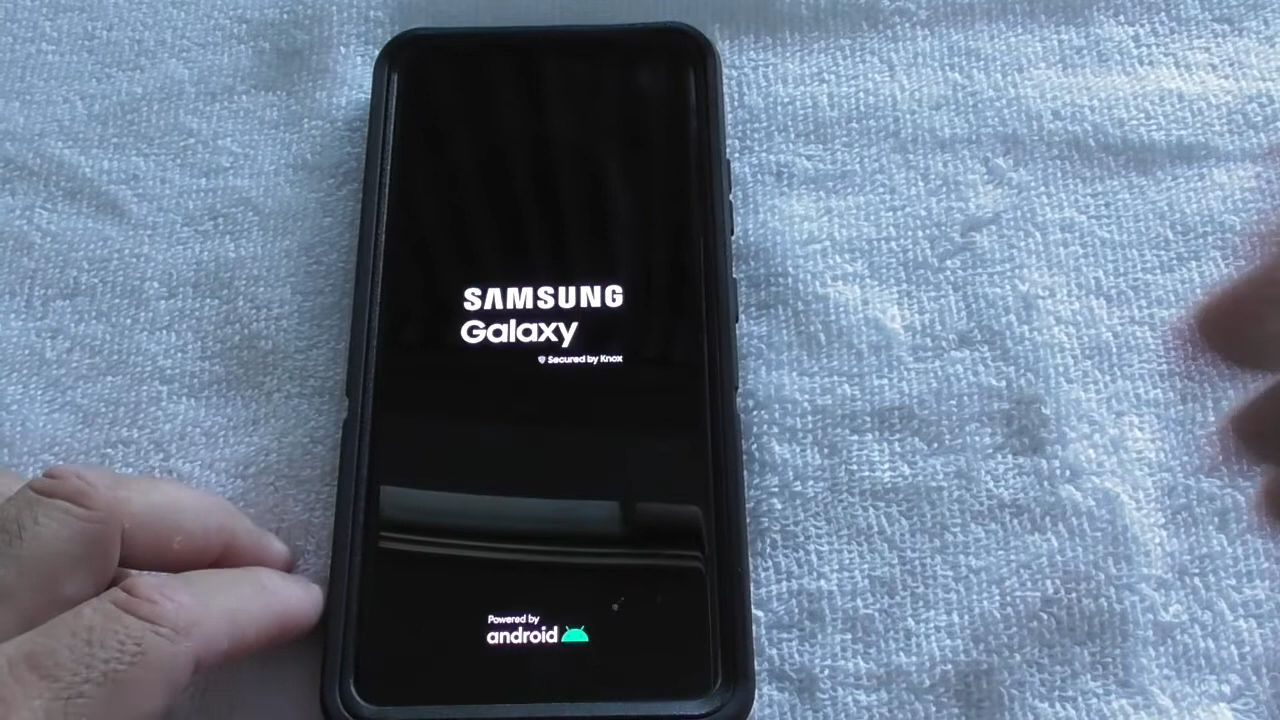 SAMSUNG
Galaxy
Secured by Knox
Powered by
android